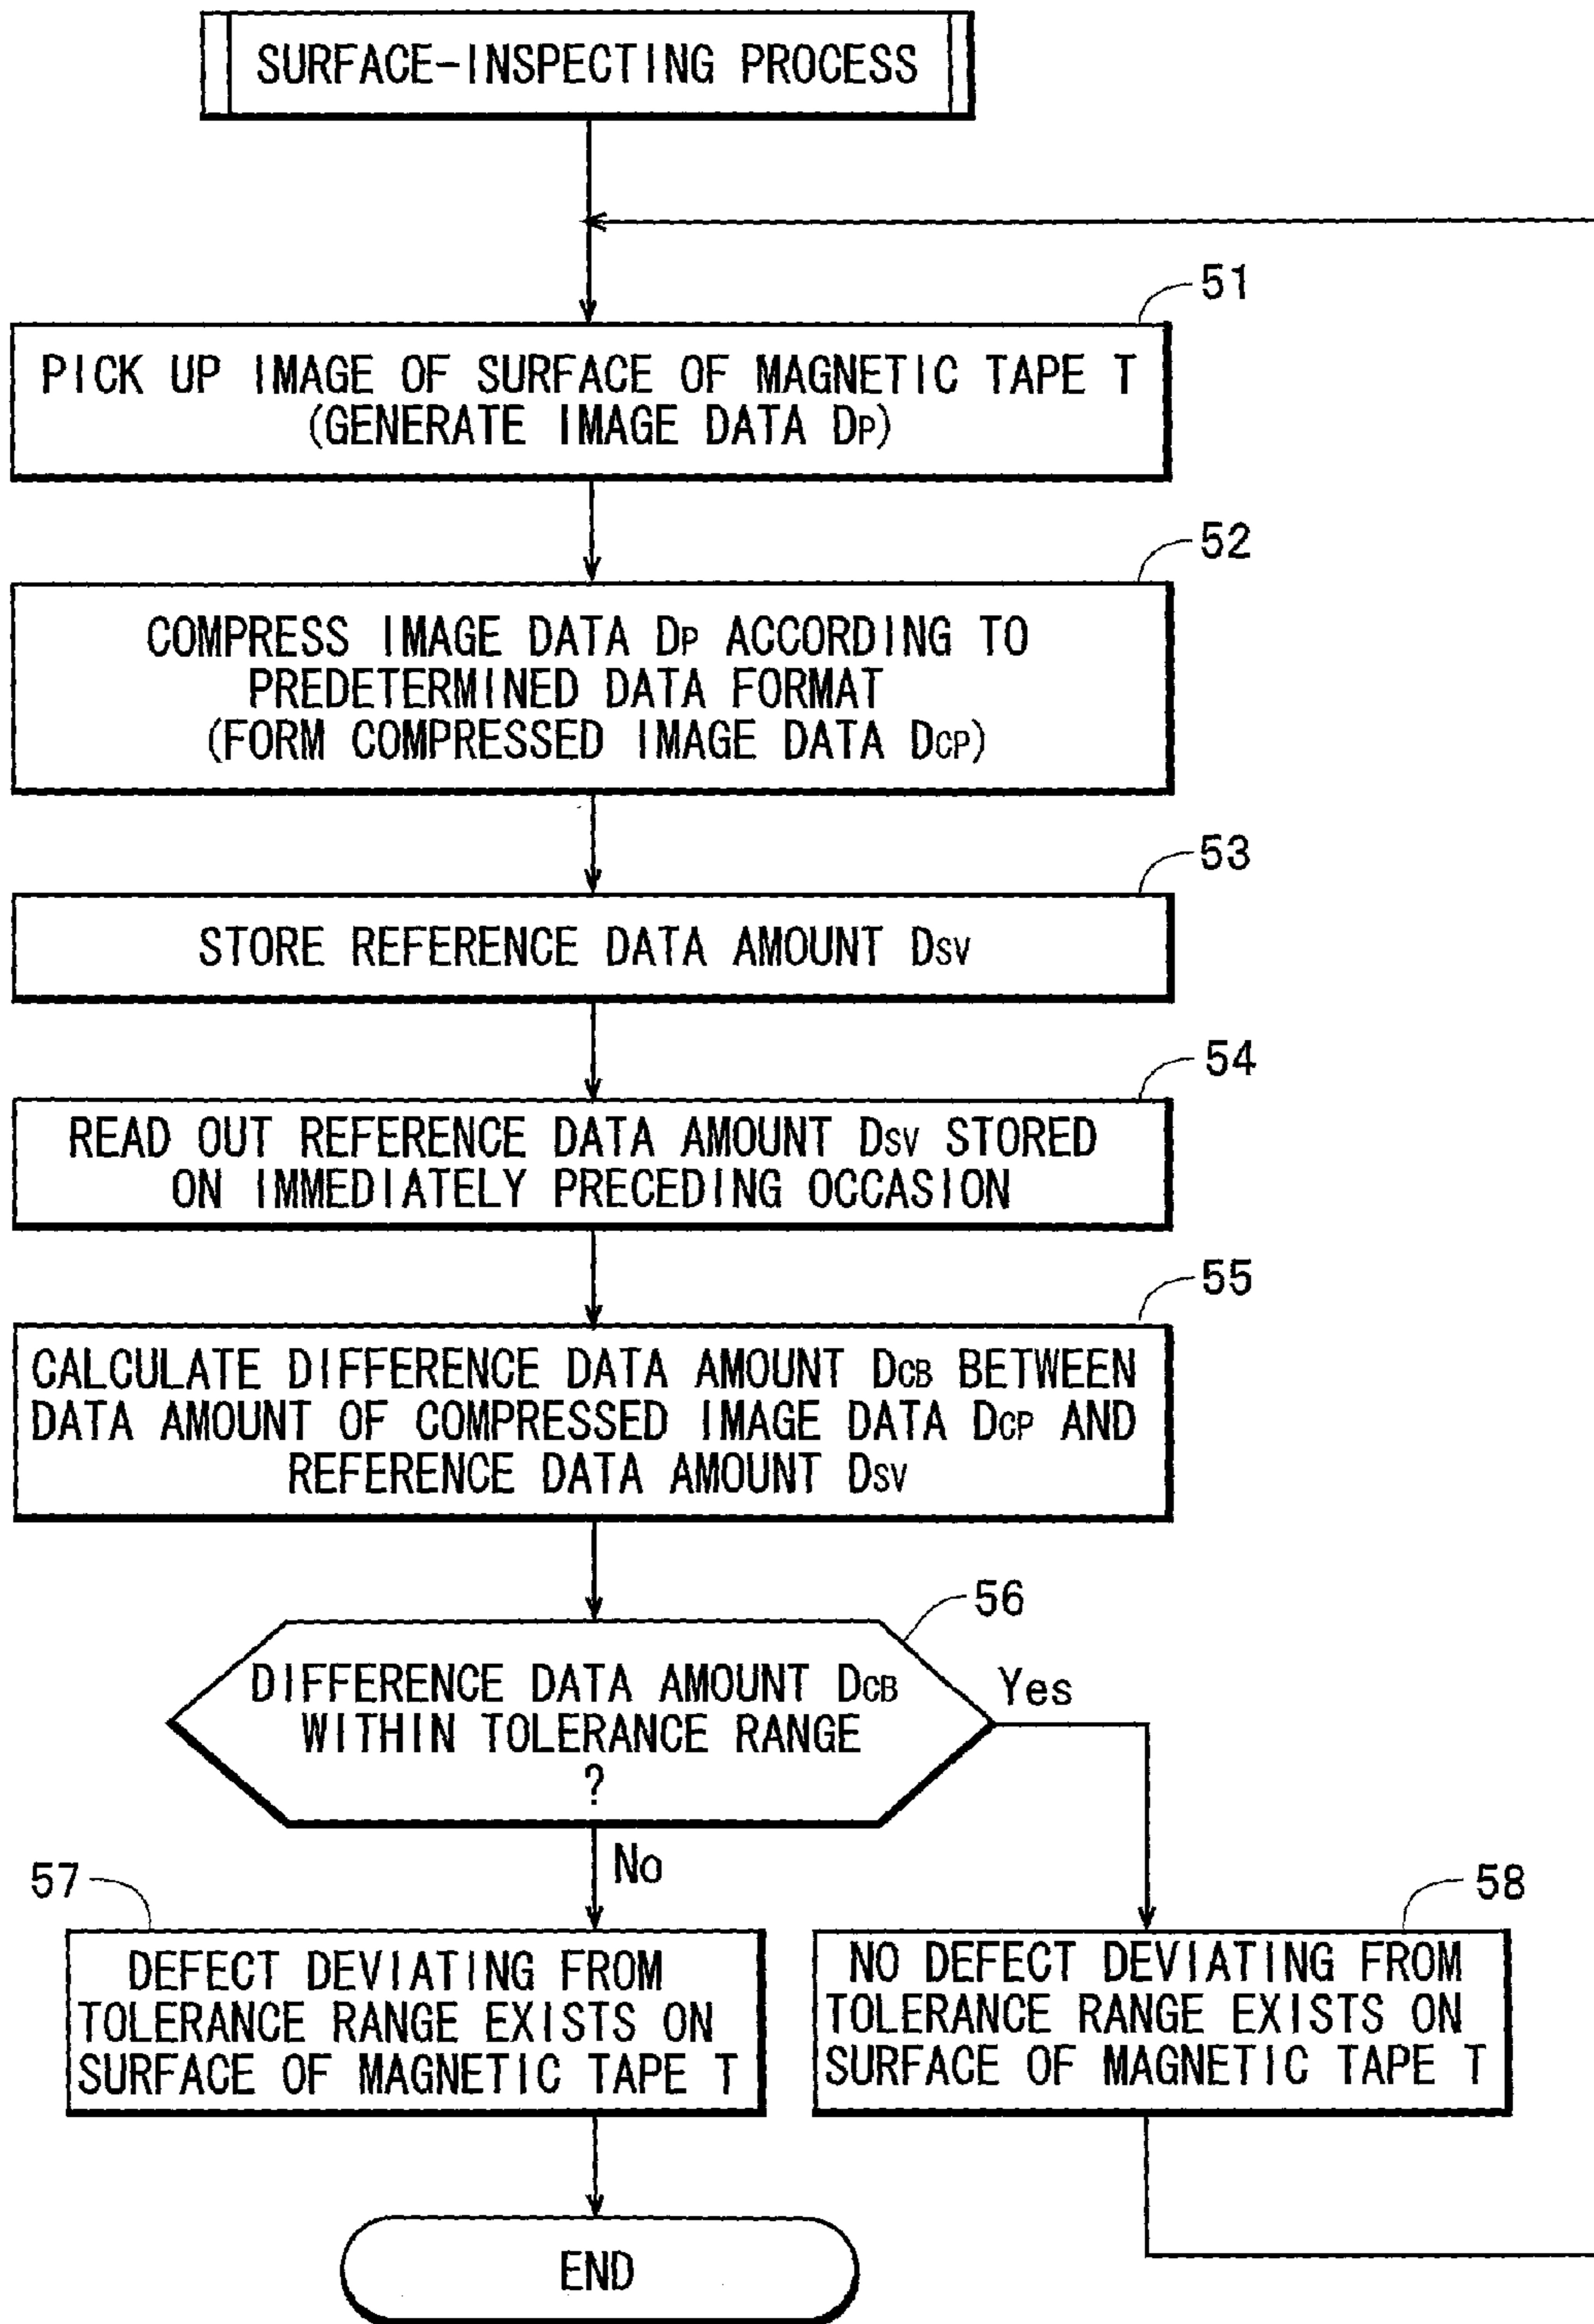 SURFACE-INSPECTING PROCESS
51
PICK UP IMAGE OF SURFACE OF MAGNETIC TAPE T
(GENERATE IMAGE DATA DP)
52
COMPRESS IMAGE DATA DP ACCORDING TO
PREDETERMINED DATA FORMAT
(FORM COMPRESSED IMAGE DATA DCP)
53
STORE REFERENCE DATA AMOUNT DSV
54
READ OUT REFERENCE DATA AMOUNT DSV STORED
ON IMMEDIATELY PRECEDING OCCASION
55
CALCULATE DIFFERENCE DATA AMOUNT DCB BETWEEN
DATA AMOUNT OF COMPRESSED IMAGE DATA DCP AND
REFERENCE DATA AMOUNT DSV
56
DIFFERENCE DATA AMOUNT DCB
WITHIN TOLERANCE RANGE
?
Yes
No
57
DEFECT DEVIATING FROM
TOLERANCE RANGE EXISTS ON
SURFACE OF MAGNETIC TAPE T
58
NO DEFECT DEVIATING FROM
TOLERANCE RANGE EXISTS ON
SURFACE OF MAGNETIC TAPE T
END